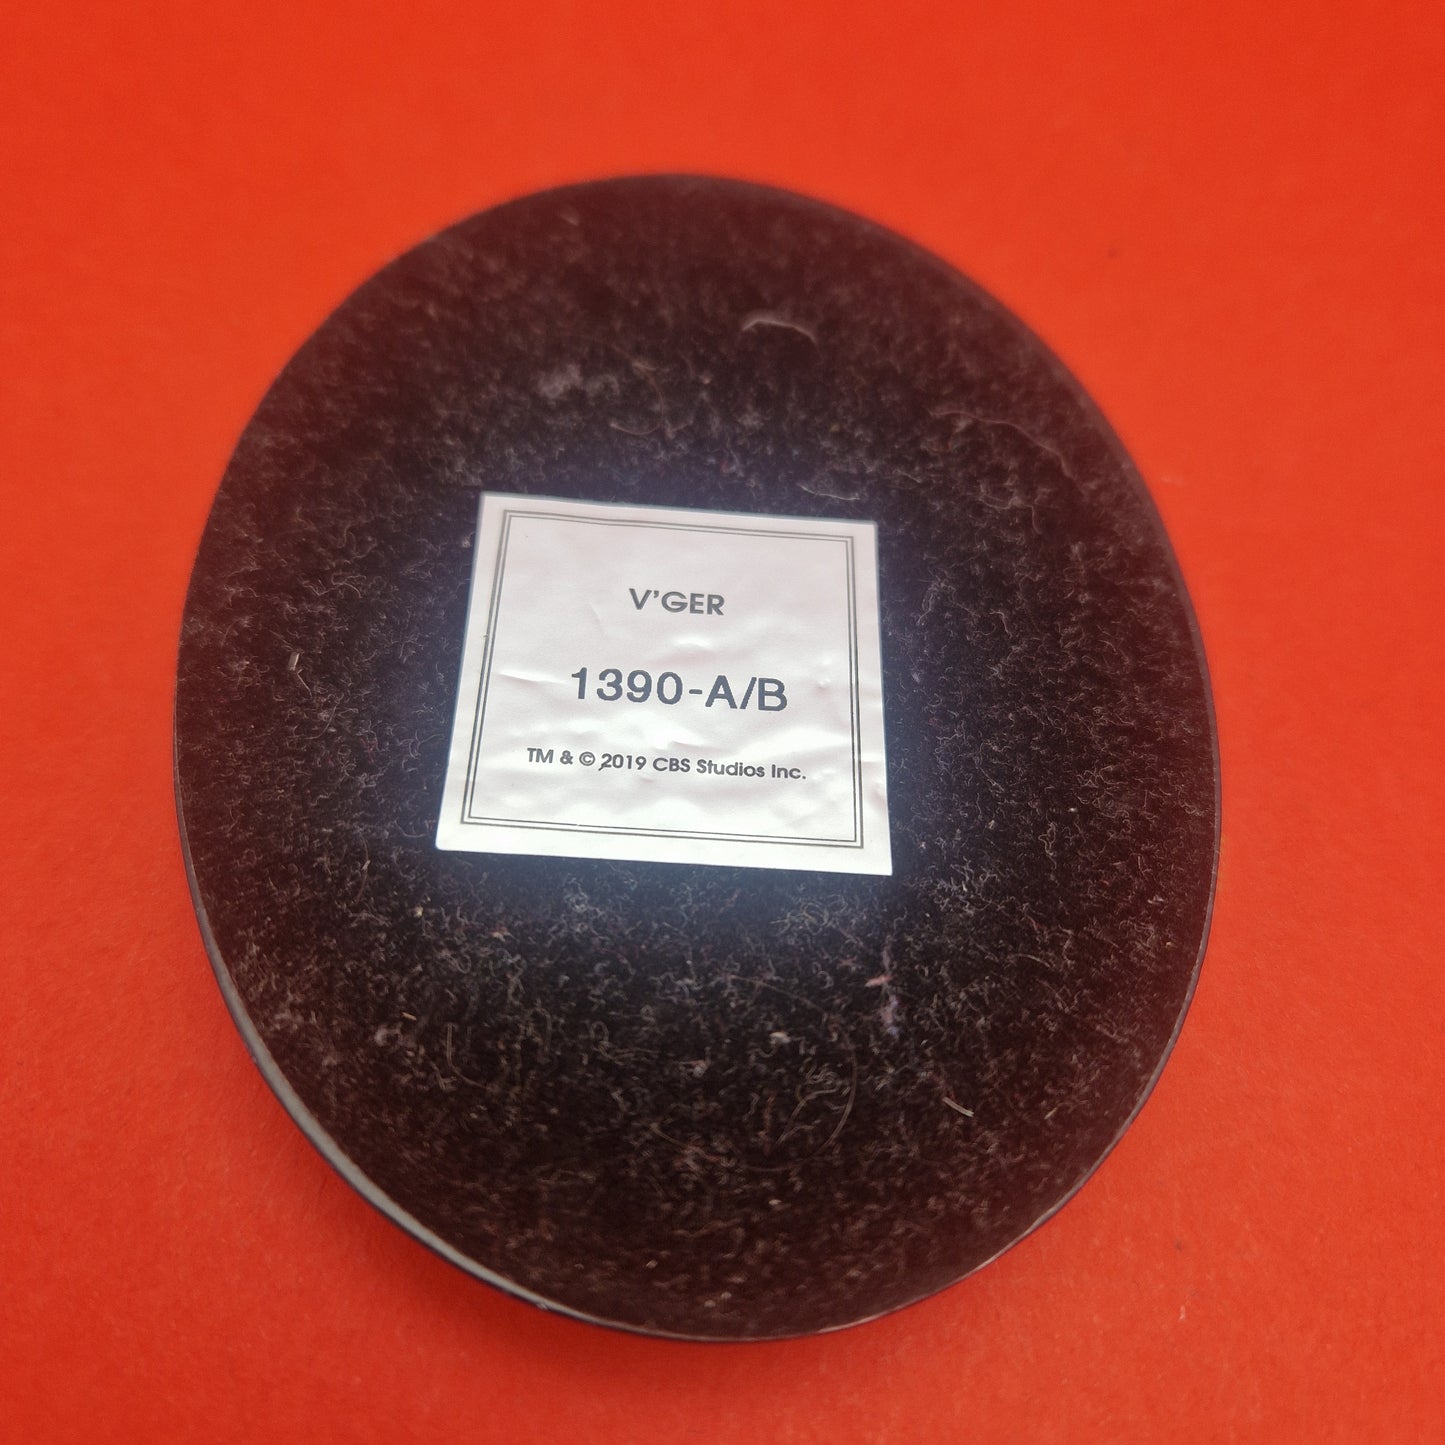 V'GER
1390-A/B
TM & © 2019 CBS Studios Inc.